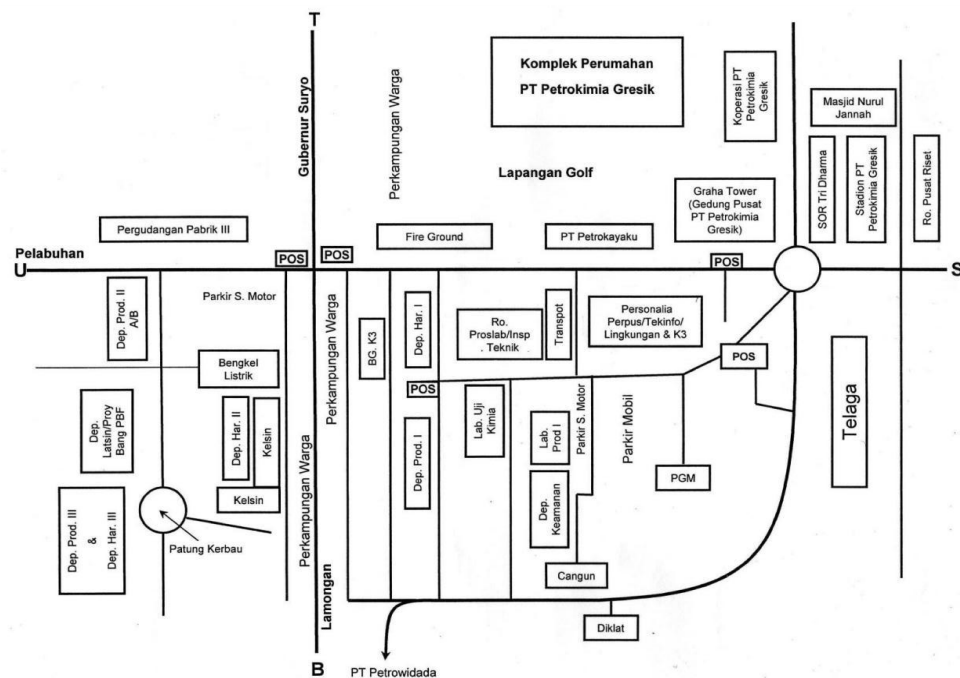 T
Gubernur Suryo
Perkampungan Warga
Komplek Perumahan
PT Petrokimia Gresik
Koperasi PT
Petrokimia
Gresik
Masjid Nurul
Jannah
SOR Tri Dharma
Stadion PT
Petrokimia Gresik
Ro. Pusat Riset
Lapangan Golf
Graha Tower
(Gedung Pusat
PT Petrokimia
Gresik)
Pergudangan Pabrik III
Fire Ground
PT Petrokayaku
Pelabuhan
U
POS
POS
POS
S
Dep. Prod. II
A/B
Parkir S. Motor
Perkampungan Warga
BG. K3
Dep. Har. I
Ro.
Proslab/Insp
. Teknik
Transpot
Personalia
Perpus/Tekinfo/
Lingkungan & K3
POS
Bengkel
Listrik
POS
Telaga
Dep.
Latsin/Proy
Bang PBF
Dep. Har. II
Kelsin
Kelsin
Perkampungan Warga
Dep. Prod. I
Lab. Uji
Kimia
Lab.
Prod I
Parkir S. Motor
Parkir Mobil
PGM
Dep. Prod. III
&
Dep. Har. III
Patung Kerbau
Dep.
Keamanan
Cangun
Lamongan
Diklat
B
PT Petrowidada